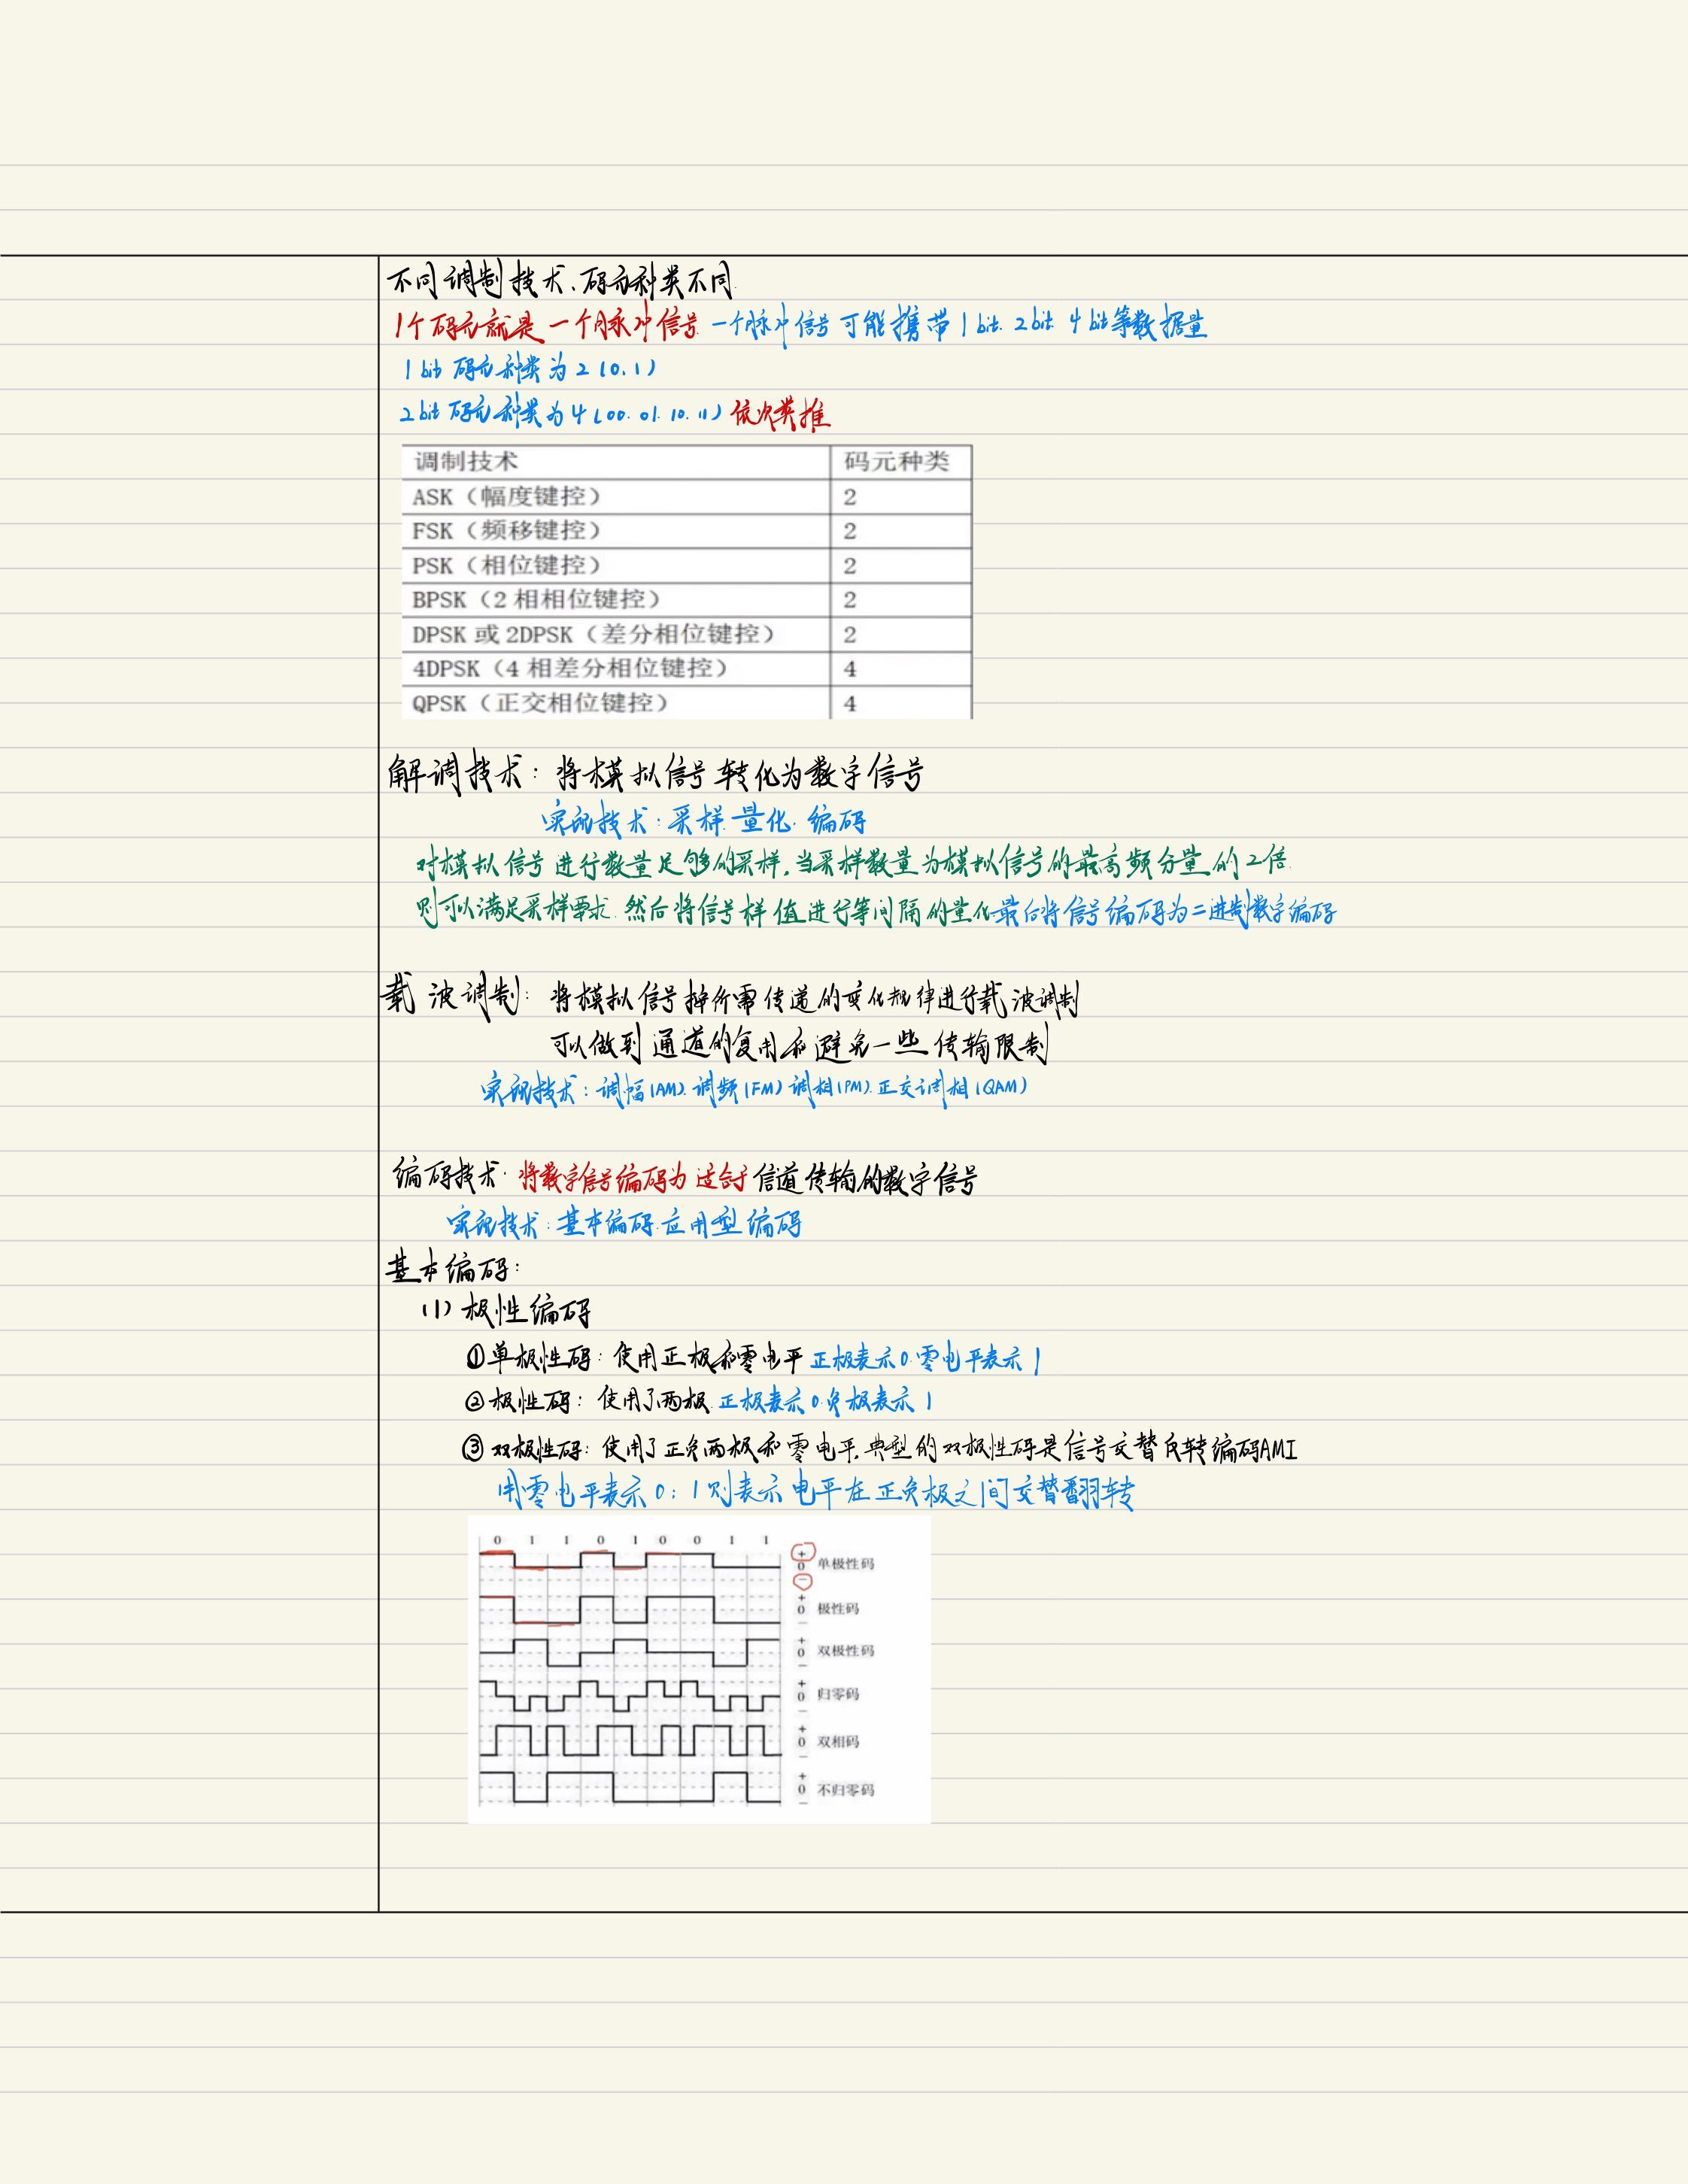 不同调制技术、码元种类不同.
1个码元就是一个脉冲信号.一个脉冲信号可能携带1bit.2bit.4bit等数据量
1bit码元种类为2(0.1)
2bit码元种类为4(00.01.10.11)依次类推
调制技术 码元种类
ASK（幅度键控） 2
FSK（频移键控） 2
PSK（相位键控） 2
BPSK（2相相位键控） 2
DPSK或2DPSK（差分相位键控） 2
4DPSK（4相差分相位键控） 4
QPSK（正交相位键控） 4
解调技术：将模拟信号转化为数字信号
实现技术：采样.量化.编码
对模拟信号进行数量足够的采样.当采样数量为模拟信号的最高频分量的2倍.
则可以满足采样要求.然后将信号样值进行等间隔的量化最后将信号编码为二进制数字编码
载波调制：将模拟信号按所需传递的变化规律进行载波调制
可以做到通道的复用和避免一些传输限制
实现技术：调幅(AM).调频(FM)调相(PM).正交调相(QAM)
编码技术：将数字信号编码为适合于信道传输的数字信号
实现技术：基本编码.应用型编码
基本编码：
(1)极性编码
①单极性码：使用正极和零电平 正极表示0.零电平表示1
②极性码：使用了两极.正极表示0.负极表示1
③双极性码：使用了正负两极和零电平.典型的双极性码是信号交替反转编码AMI
用零电平表示0；1则表示电平在正负极之间交替翻转
0 1 1 0 1 0 0 1 1
+
0 单极性码
−
+
0 极性码
−
+
0 双极性码
−
+
0 归零码
−
+
0 双相码
−
+
0 不归零码
−